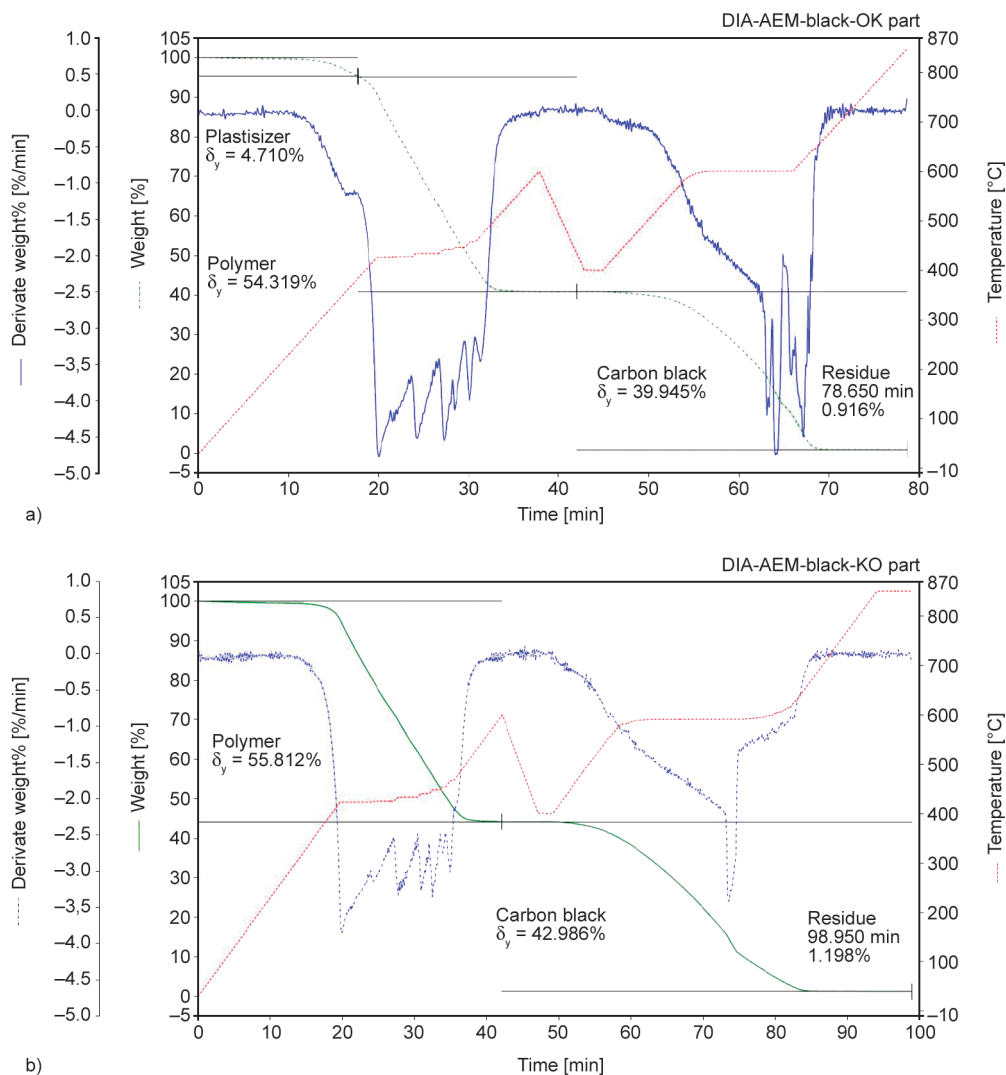 DIA-AEM-black-OK part
1.0
0.5
0.0
–0.5
–1.0
–1.5
–2.0
–2.5
–3.0
–3,5
–4.0
–4.5
–5.0
Derivate weight% [%/min]
105
100
90
80
70
60
50
40
30
20
10
0
–5
Weight [%]
Plastisizer
δy = 4.710%
Polymer
δy = 54.319%
Carbon black
δy = 39.945%
Residue
78.650 min
0.916%
870
800
700
600
500
400
300
200
100
–10
Temperature [°C]
0 10 20 30 40 50 60 70 80
Time [min]
a)
DIA-AEM-black-KO part
1.0
0.5
0.0
–0.5
–1.0
–1.5
–2.0
–2.5
–3.0
–3,5
–4.0
–4.5
–5.0
Derivate weight% [%/min]
105
100
90
80
70
60
50
40
30
20
10
0
–5
Weight [%]
Polymer
δy = 55.812%
Carbon black
δy = 42.986%
Residue
98.950 min
1.198%
870
800
700
600
500
400
300
200
100
–10
Temperature [°C]
0 10 20 30 40 50 60 70 80 90 100
Time [min]
b)